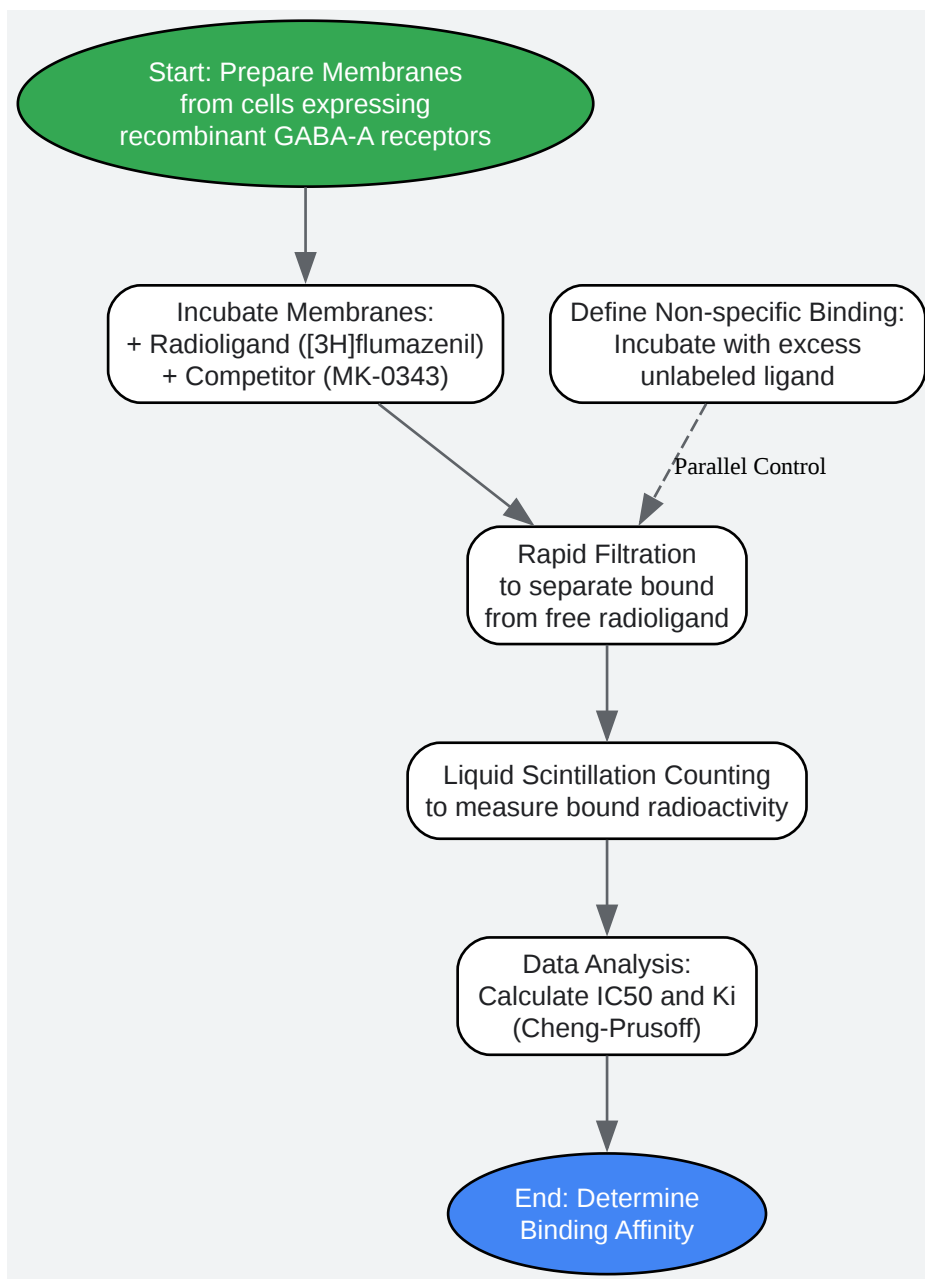 Start: Prepare Membranes
from cells expressing
recombinant GABA-A receptors
Incubate Membranes:
+ Radioligand ([3H]flumazenil)
+ Competitor (MK-0343)
Define Non-specific Binding:
Incubate with excess
unlabeled ligand
Parallel Control
Rapid Filtration
to separate bound
from free radioligand
Liquid Scintillation Counting
to measure bound radioactivity
Data Analysis:
Calculate IC50 and Ki
(Cheng-Prusoff)
End: Determine
Binding Affinity